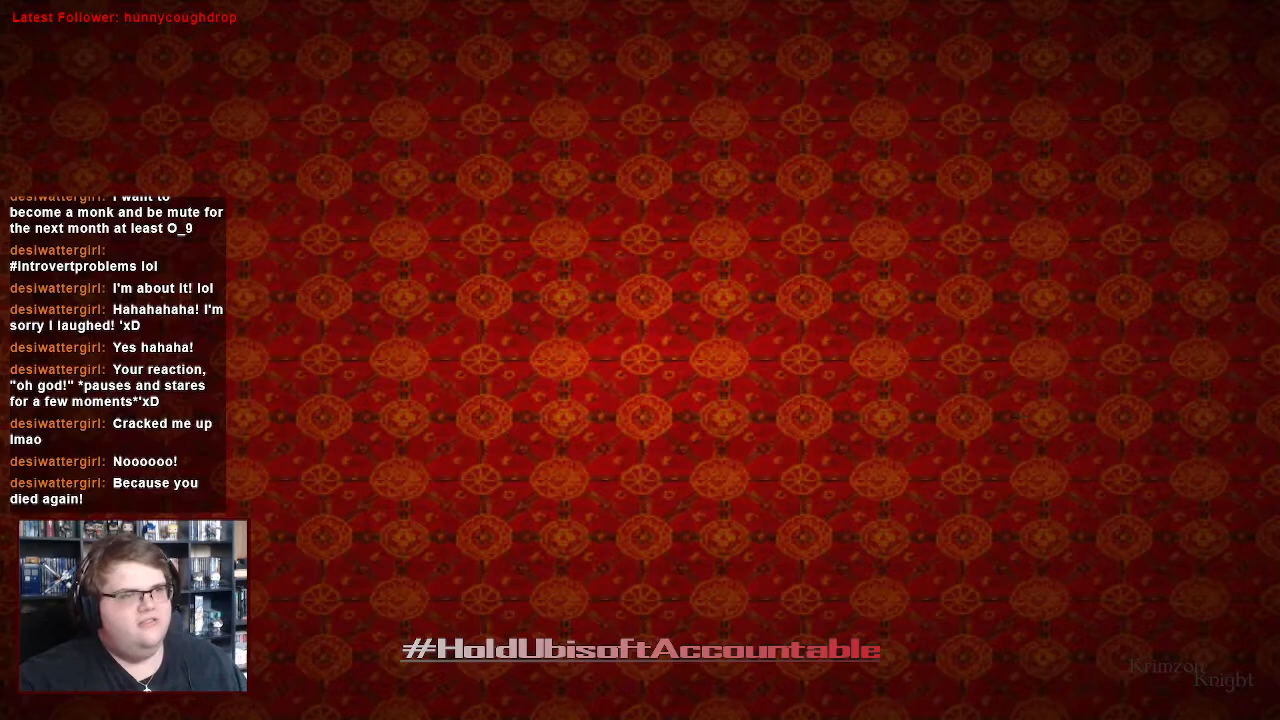 Latest Follower: hunnycoughdrop
desiwattergirl: I want to
become a monk and be mute for
the next month at least O_9
desiwattergirl:
#Introvertproblems lol
desiwattergirl: I'm about it! lol
desiwattergirl: Hahahahaha! I'm
sorry I laughed! 'xD
desiwattergirl: Yes hahaha!
desiwattergirl: Your reaction,
"oh god!" *pauses and stares
for a few moments*'xD
desiwattergirl: Cracked me up
lmao
desiwattergirl: Noooooo!
desiwattergirl: Because you
died again!
#HoldUbisoftAccountable
Krimzon
Knight